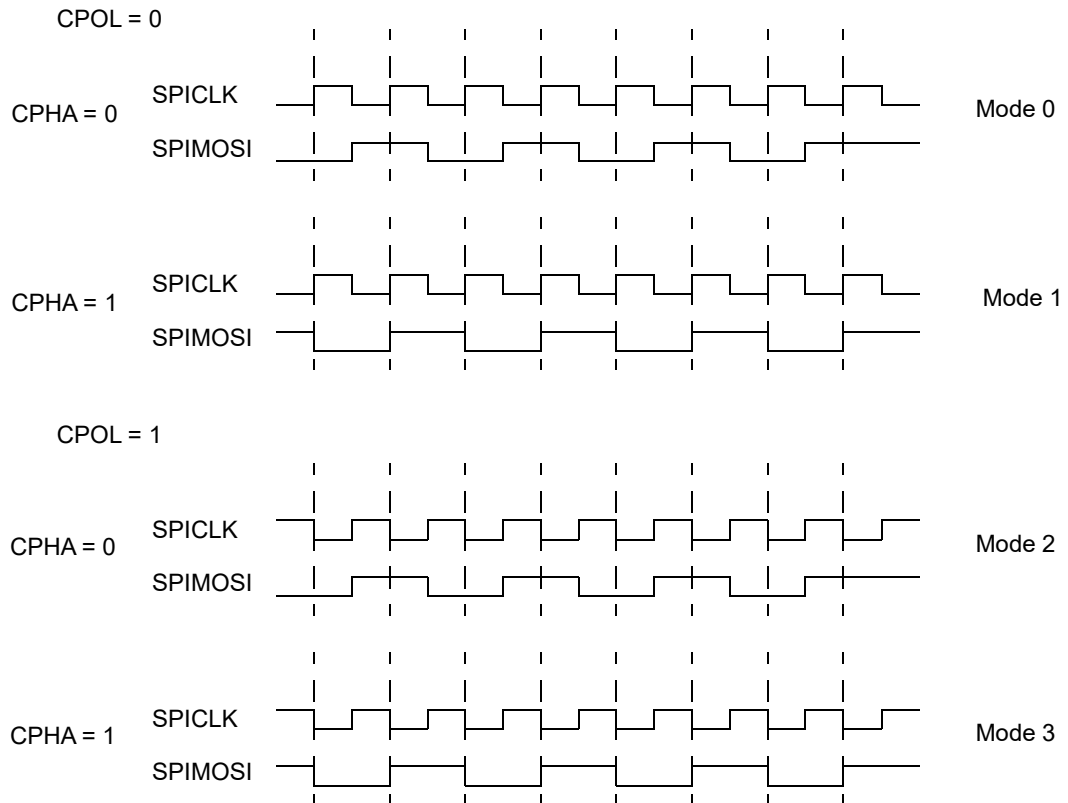 CPOL = 0
SPICLK
CPHA = 0
Mode 0
SPIMOSI
SPICLK
CPHA = 1
Mode 1
SPIMOSI
CPOL = 1
SPICLK
CPHA = 0
Mode 2
SPIMOSI
SPICLK
CPHA = 1
Mode 3
SPIMOSI